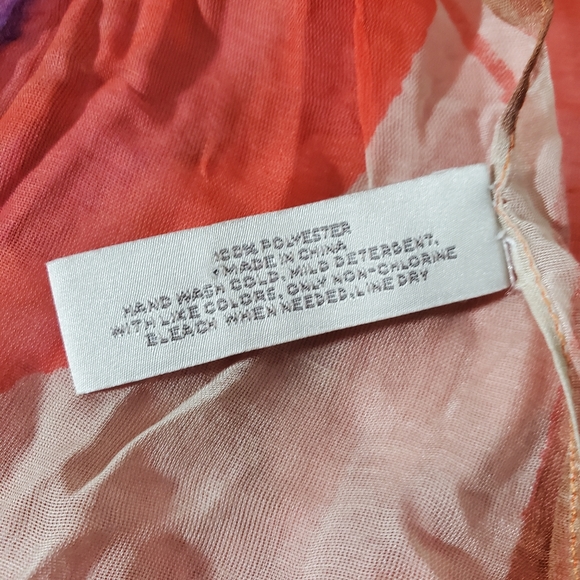 100% POLYESTER
MADE IN CHINA
HAND WASH COLD, MILD DETERGENT,
WITH LIKE COLORS, ONLY NON-CHLORINE
BLEACH WHEN NEEDED, LINE DRY